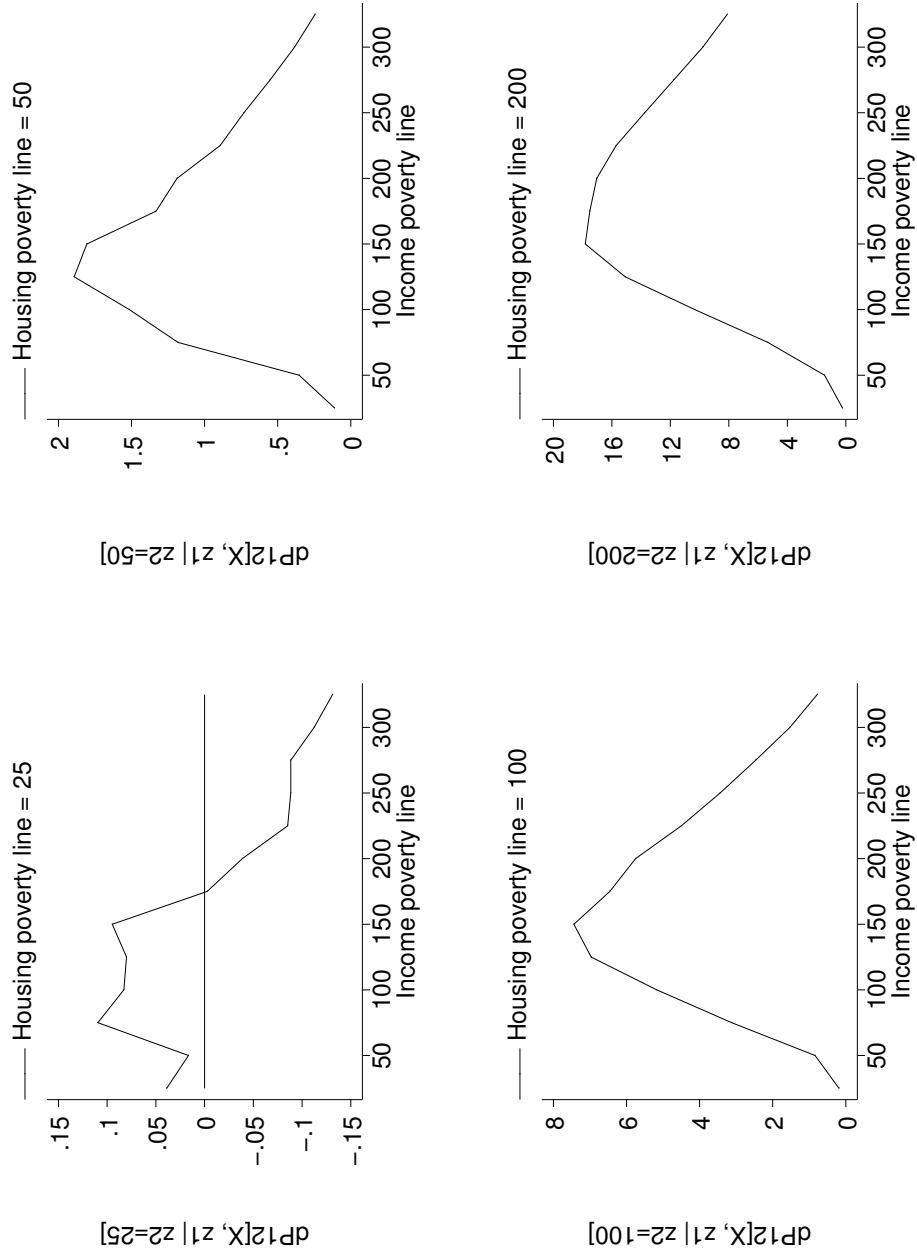 Housing poverty line = 25
dP12[X, z1 | z2=25]
.15
.1
.05
0
−.05
−.1
−.15
50 100 150 200 250 300
Income poverty line
Housing poverty line = 50
dP12[X, z1 | z2=50]
2
1.5
1
.5
0
50 100 150 200 250 300
Income poverty line
Housing poverty line = 100
dP12[X, z1 | z2=100]
8
6
4
2
0
50 100 150 200 250 300
Income poverty line
Housing poverty line = 200
dP12[X, z1 | z2=200]
20
16
12
8
4
0
50 100 150 200 250 300
Income poverty line